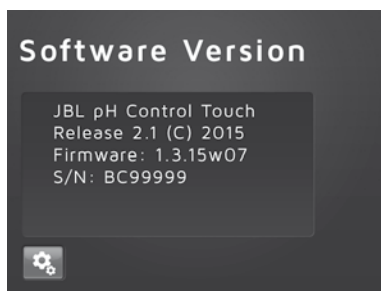 Software Version
JBL pH Control Touch
Release 2.1 (C) 2015
Firmware: 1.3.15w07
S/N: BC99999